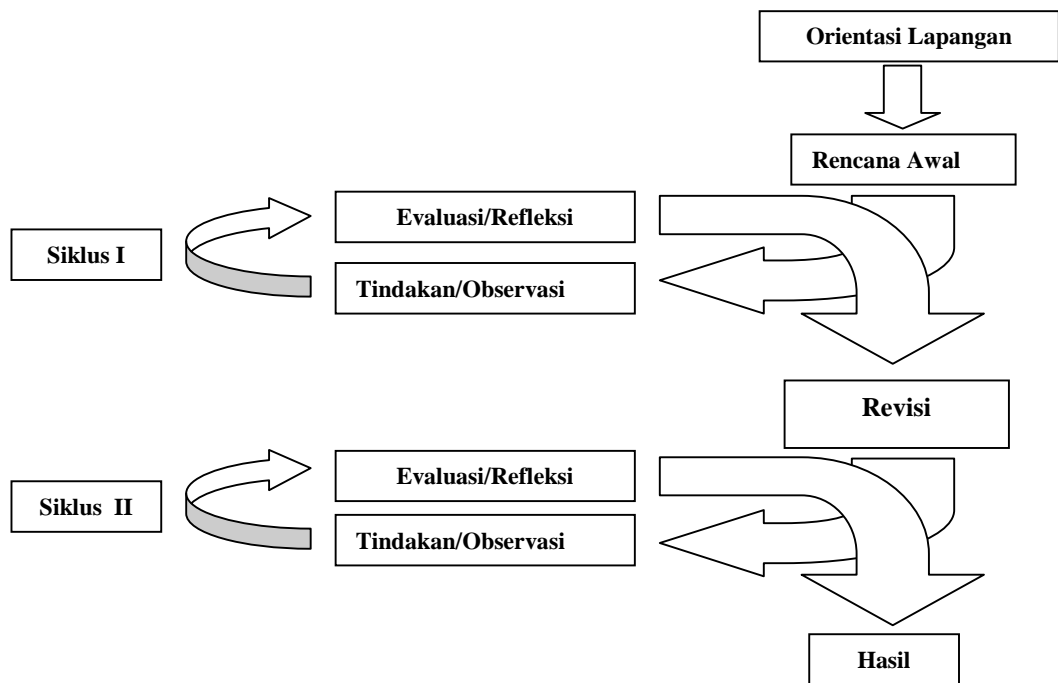 Orientasi Lapangan
Rencana Awal
Evaluasi/Refleksi
Siklus I
Tindakan/Observasi
Revisi
Evaluasi/Refleksi
Siklus II
Tindakan/Observasi
Hasil